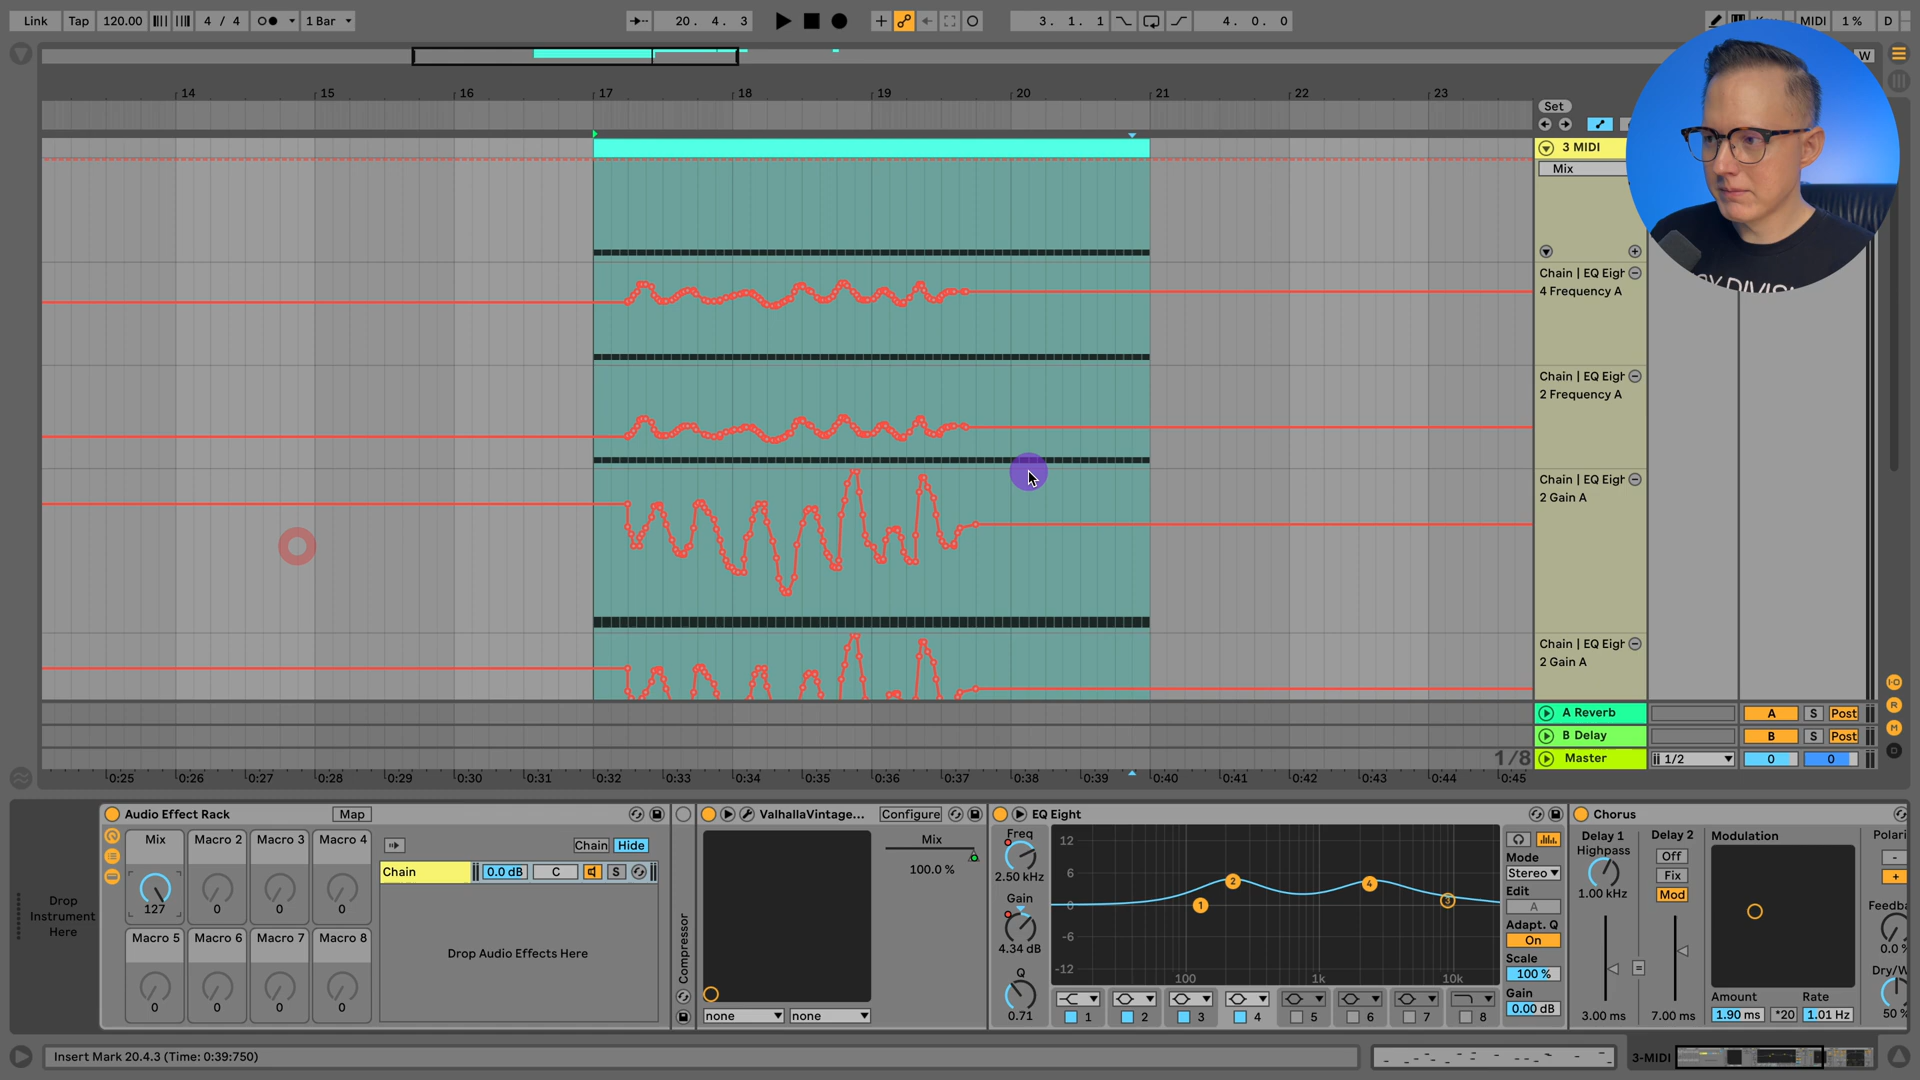 Link Tap 120.00 4 / 4 1 Bar 20. 4. 3 3. 1. 1 4. 0. 0 MIDI 1 % D
W
14 15 16 17 18 19 20 21 22 23
Set
3 MIDI
Mix
Chain | EQ Eigh
4 Frequency A
Chain | EQ Eigh
2 Frequency A
Chain | EQ Eigh
2 Gain A
Chain | EQ Eigh
2 Gain A
A Reverb A S Post
B Delay B S Post
1/8 Master 1/2 0 0
0:25 0:26 0:27 0:28 0:29 0:30 0:31 0:32 0:33 0:34 0:35 0:36 0:37 0:38 0:39 0:40 0:41 0:42 0:43 0:44 0:45
I·O
R
M
D
Drop
Instrument
Here
Audio Effect Rack Map
Mix Macro 2 Macro 3 Macro 4
127 0 0 0
Macro 5 Macro 6 Macro 7 Macro 8
0 0 0 0
Chain Hide
Chain 0.0 dB C S
Drop Audio Effects Here
Compressor
ValhallaVintage... Configure
Mix
100.0 %
none none
EQ Eight
Freq
2.50 kHz
Gain
4.34 dB
Q
0.71
12
6
0
-6
-12
100 1k 10k
1 2 4 3
1 2 3 4 5 6 7 8
Mode
Stereo
Edit
A
Adapt. Q
On
Scale
100 %
Gain
0.00 dB
Chorus
Delay 1
Highpass
1.00 kHz
3.00 ms
Delay 2
Off
Fix
Mod
7.00 ms
Modulation
Amount Rate
1.90 ms *20 1.01 Hz
Polari
-
+
Feedba
0.0 %
Dry/W
50 %
Insert Mark 20.4.3 (Time: 0:39:750)
3-MIDI